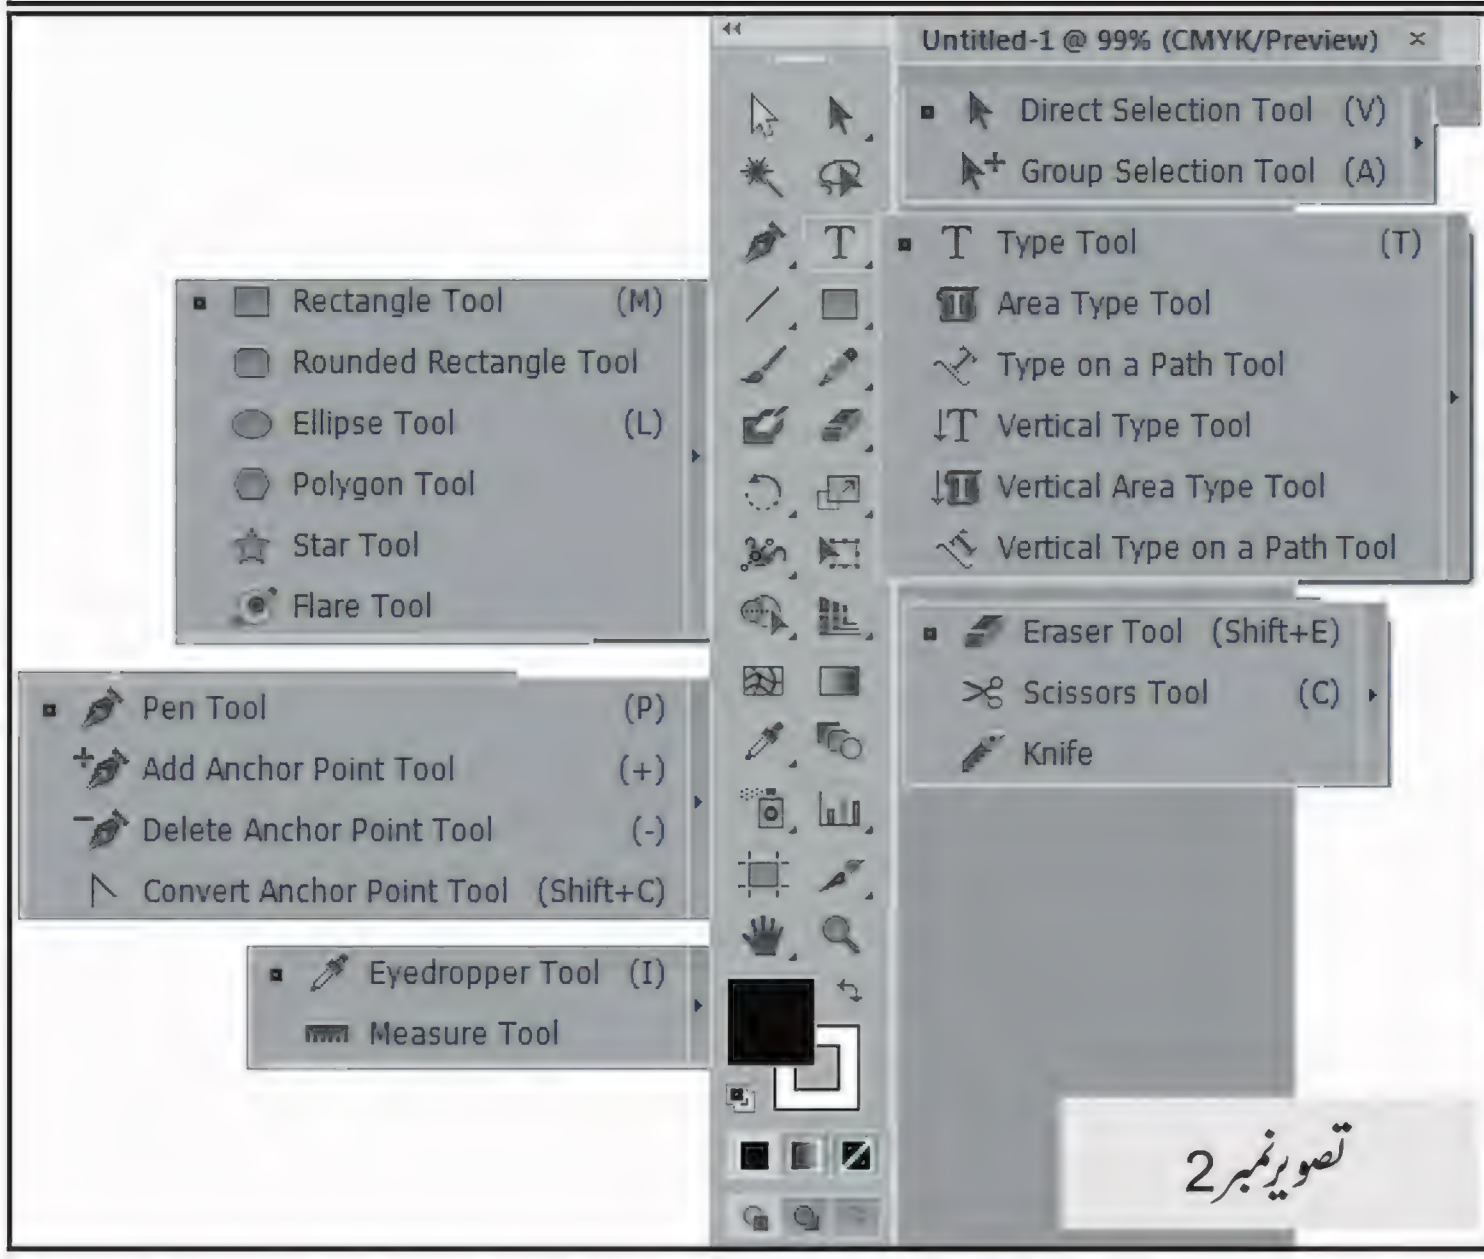 Untitled-1 @ 99% (CMYK/Preview) ×
Direct Selection Tool (V)
Group Selection Tool (A)
T Type Tool (T)
Area Type Tool
Type on a Path Tool
Vertical Type Tool
Vertical Area Type Tool
Vertical Type on a Path Tool
Rectangle Tool (M)
Rounded Rectangle Tool
Ellipse Tool (L)
Polygon Tool
Star Tool
Flare Tool
Eraser Tool (Shift+E)
Scissors Tool (C)
Knife
Pen Tool (P)
Add Anchor Point Tool (+)
Delete Anchor Point Tool (-)
Convert Anchor Point Tool (Shift+C)
Eyedropper Tool (I)
Measure Tool
تصویر نمبر 2